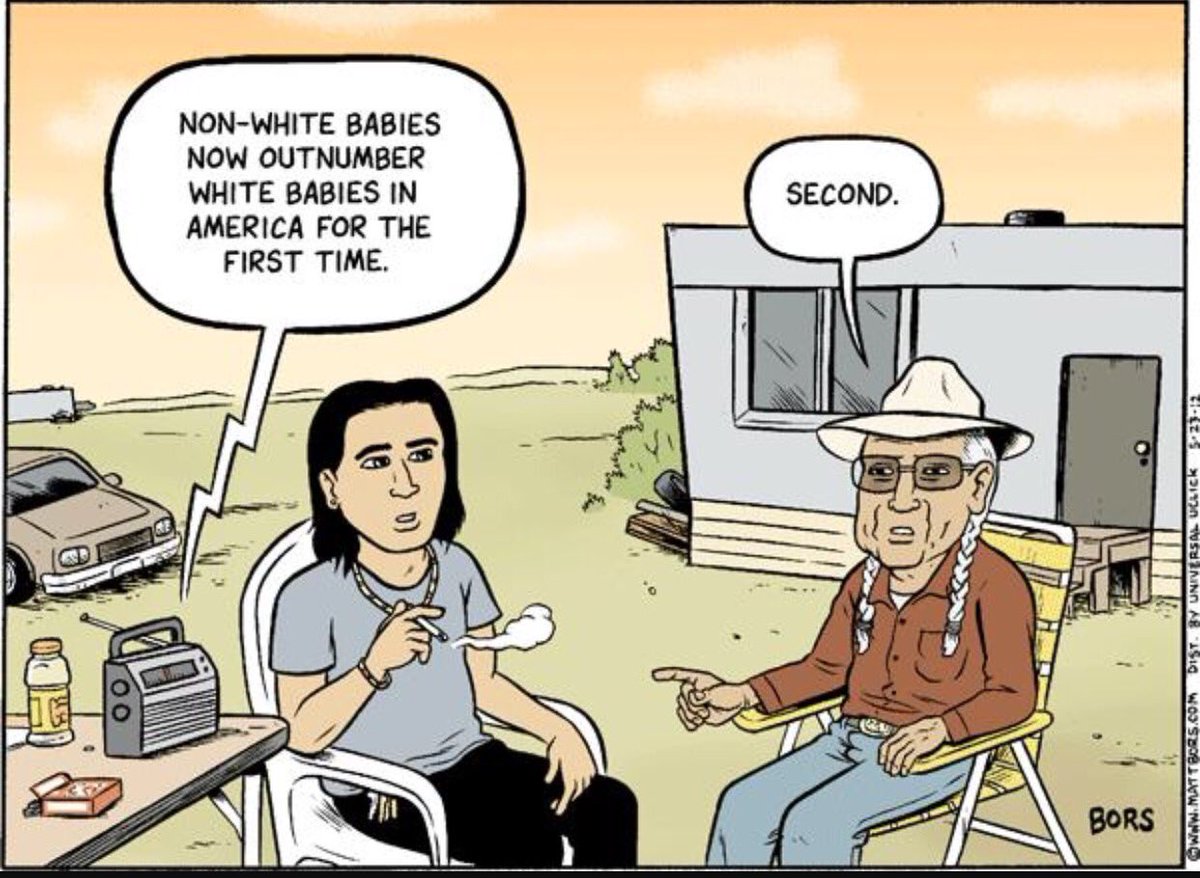 NON-WHITE BABIES
NOW OUTNUMBER
WHITE BABIES IN
AMERICA FOR THE
FIRST TIME.
SECOND.
BORS
©WWW.MATTBORS.COM DIST. BY UNIVERSAL UCLICK 5-23-12